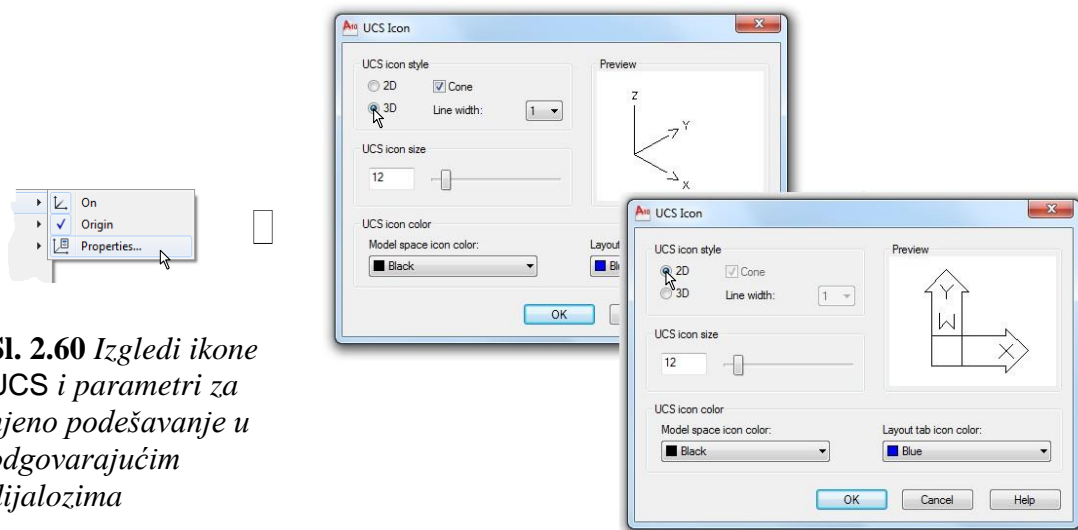 UCS Icon
UCS icon style
2D
Cone
3D
Line width:
1
Preview
Z
Y
X
UCS icon size
12
UCS icon color
Model space icon color:
Layout
Black
Bl
OK
On
Origin
Properties...
UCS Icon
UCS icon style
2D
Cone
3D
Line width:
1
Preview
Y
W
X
UCS icon size
12
UCS icon color
Model space icon color:
Layout tab icon color:
Black
Blue
OK
Cancel
Help
Sl. 2.60 Izgledi ikone
UCS i parametri za
njeno podešavanje u
odgovarajućim
dijalozima